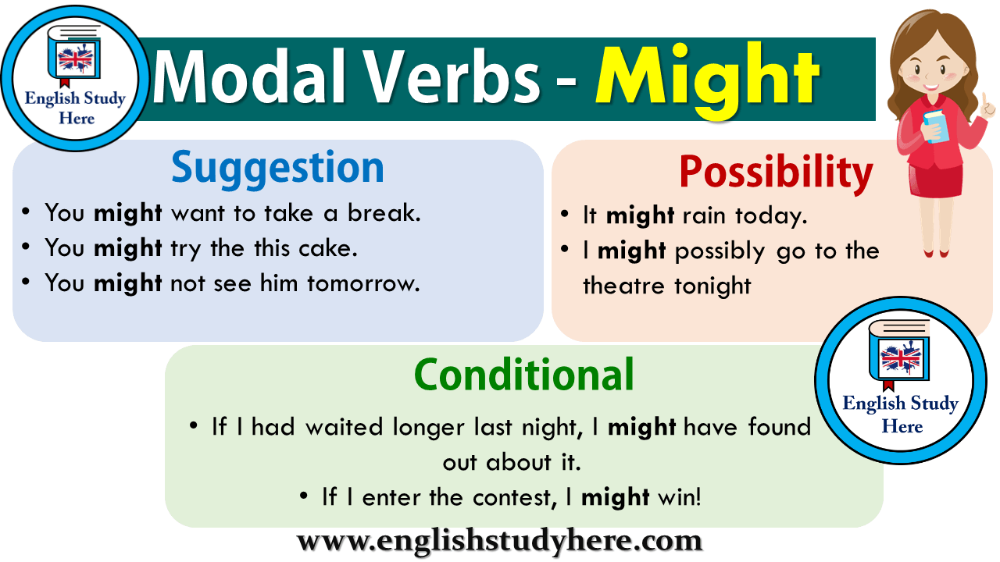 English Study
Here
Modal Verbs - Might
Suggestion
• You might want to take a break.
• You might try the this cake.
• You might not see him tomorrow.
Possibility
• It might rain today.
• I might possibly go to the
theatre tonight
Conditional
• If I had waited longer last night, I might have found
out about it.
• If I enter the contest, I might win!
English Study
Here
www.englishstudyhere.com